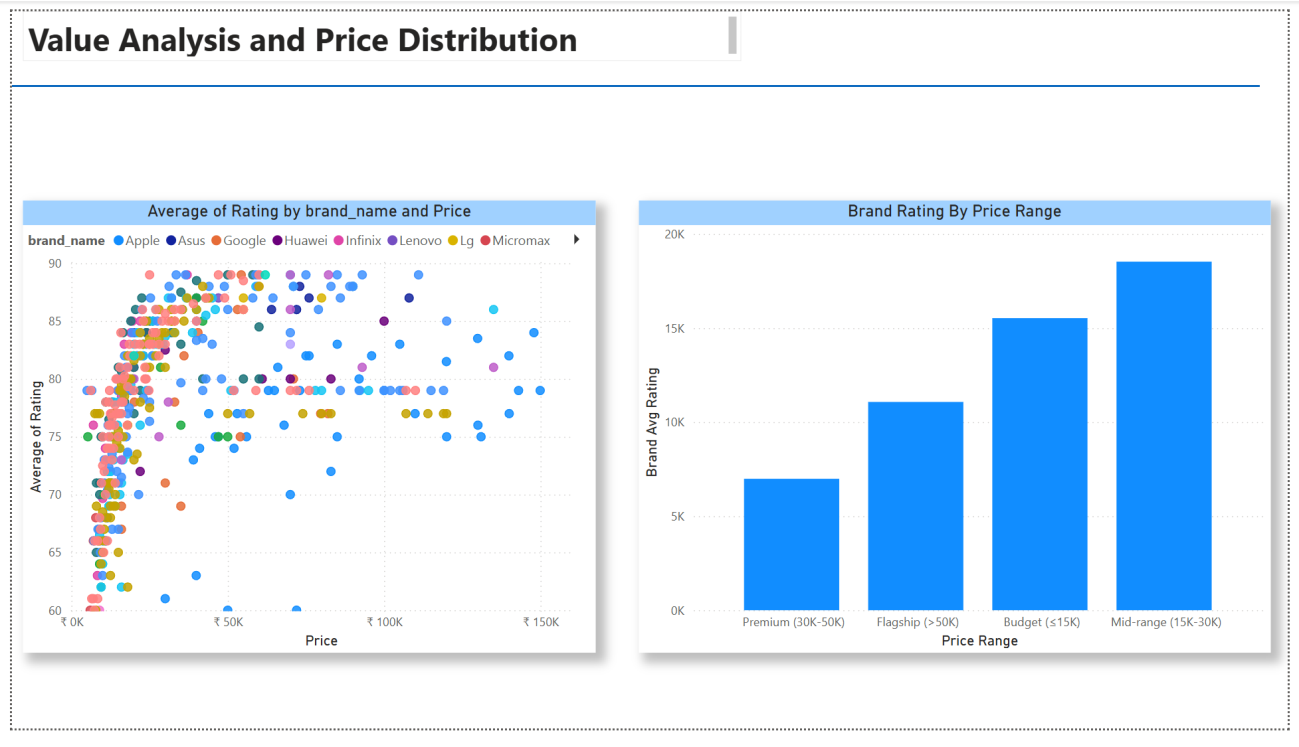 Value Analysis and Price Distribution
Average of Rating by brand_name and Price
brand_name Apple Asus Google Huawei Infinix Lenovo Lg Micromax
Average of Rating
90
85
80
75
70
65
60
₹ 0K ₹ 50K ₹ 100K ₹ 150K
Price
Brand Rating By Price Range
Brand Avg Rating
20K
15K
10K
5K
0K
Premium (30K-50K) Flagship (>50K) Budget (≤15K) Mid-range (15K-30K)
Price Range